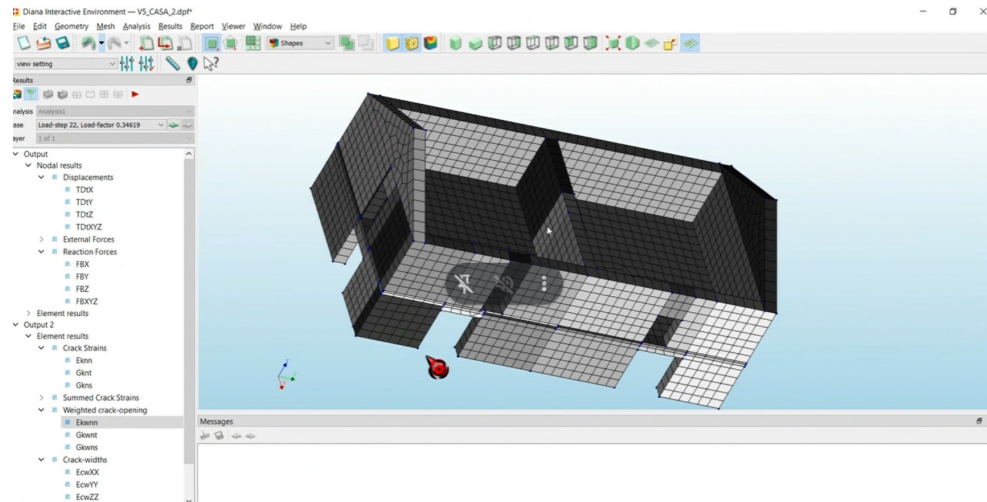 Diana Interactive Environment — V5_CASA_2.dpf*
File Edit Geometry Mesh Analysis Results Report Viewer Window Help
Shapes
view setting
Results
nalysis Analysis1
ase Load-step 22, Load-factor 0.34619
ayer 1 of 1
Output
Nodal results
Displacements
TDtX
TDtY
TDtZ
TDtXYZ
External Forces
Reaction Forces
FBX
FBY
FBZ
FBXYZ
Element results
Output 2
Element results
Crack Strains
Eknn
Gknt
Gkns
Summed Crack Strains
Weighted crack-opening
Ekwnn
Gkwnt
Gkwns
Crack-widths
EcwXX
EcwYY
EcwZZ
Messages